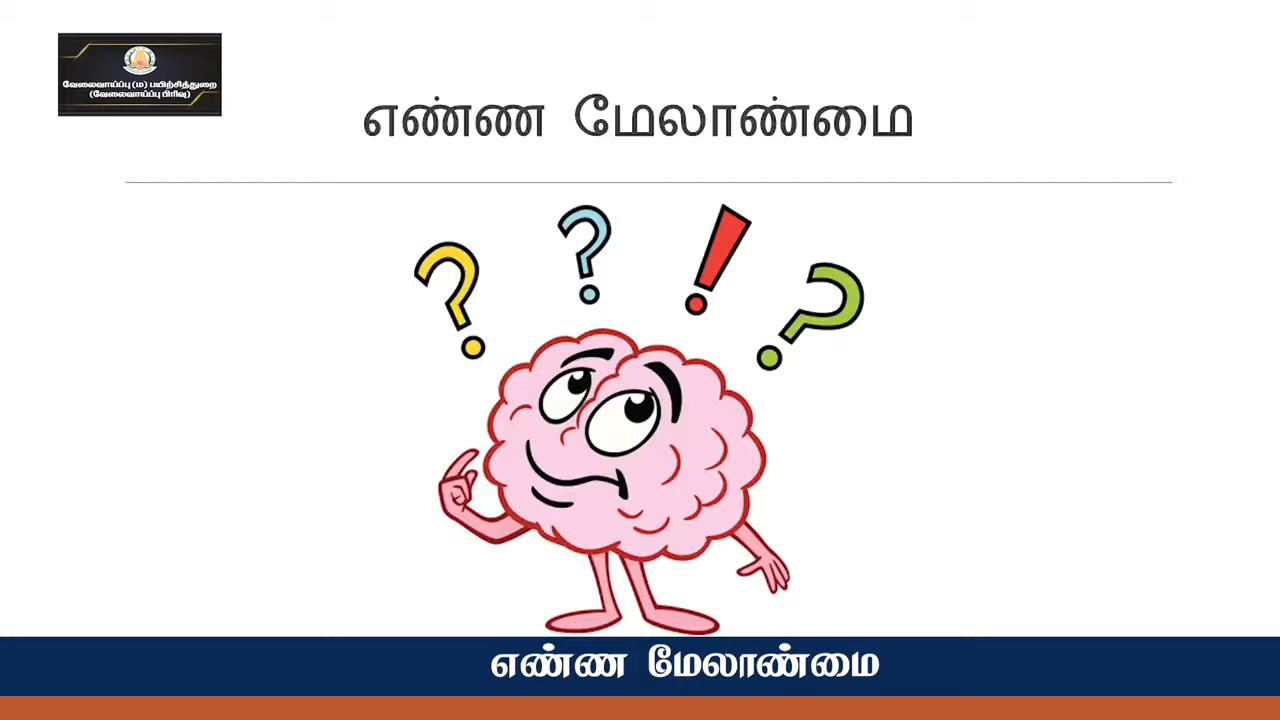 வேலைவாய்ப்பு (ம) பயிற்சித்துறை
(வேலைவாய்ப்பு பிரிவு)
எண்ண மேலாண்மை
? ? ! ?
எண்ண மேலாண்மை